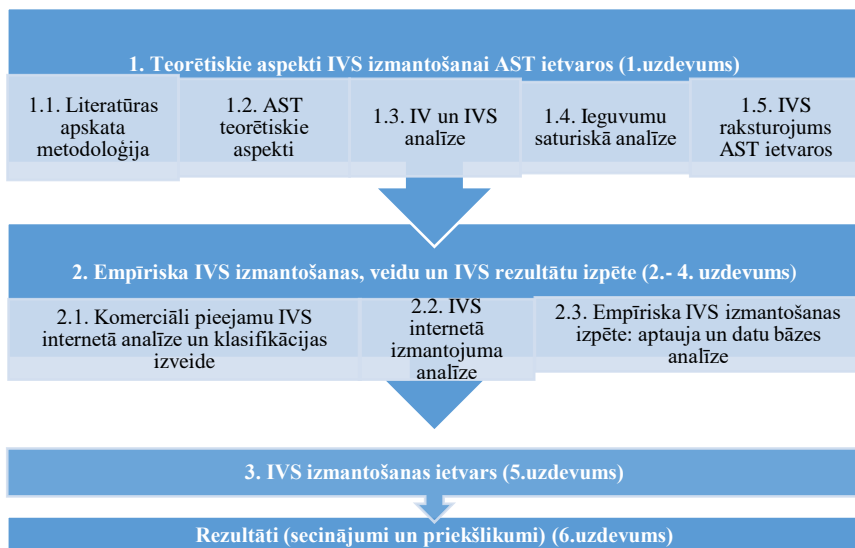 1. Teorētiskie aspekti IVS izmantošanai AST ietvaros (1.uzdevums)
1.1. Literatūras
apskata
metodoloģija
1.2. AST
teorētiskie
aspekti
1.3. IV un IVS
analīze
1.4. Ieguvumu
saturiskā analīze
1.5. IVS
raksturojums
AST ietvaros
2. Empīriska IVS izmantošanas, veidu un IVS rezultātu izpēte (2.- 4. uzdevums)
2.1. Komerciāli pieejamu IVS
internetā analīze un klasifikācijas
izveide
2.2. IVS
internetā
izmantojuma
analīze
2.3. Empīriska IVS izmantošanas
izpēte: aptauja un datu bāzes
analīze
3. IVS izmantošanas ietvars (5.uzdevums)
Rezultāti (secinājumi un priekšlikumi) (6.uzdevums)